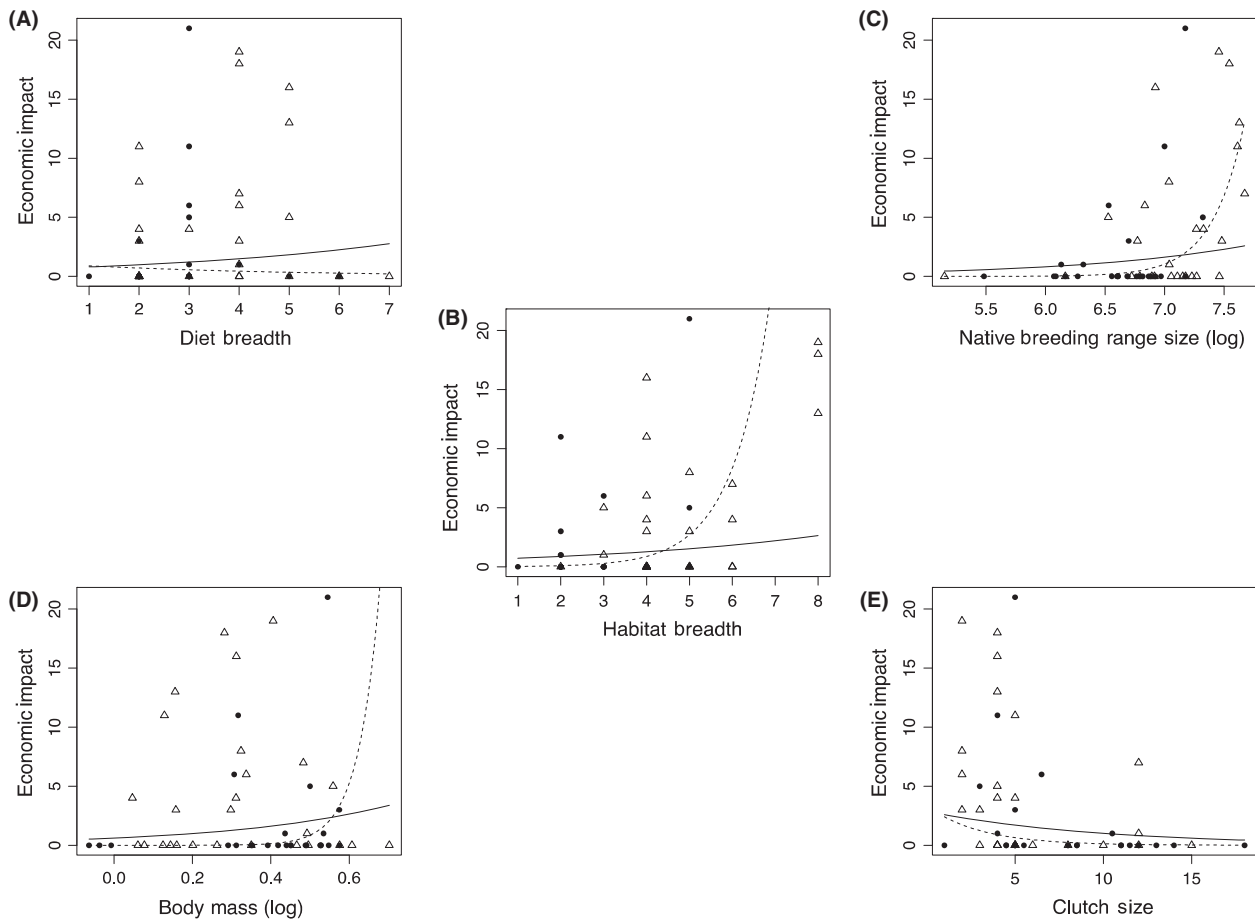 (A)
Economic impact
0 5 10 15 20
1 2 3 4 5 6 7
Diet breadth
(C)
Economic impact
0 5 10 15 20
5.5 6.0 6.5 7.0 7.5
Native breeding range size (log)
(B)
Economic impact
0 5 10 15 20
1 2 3 4 5 6 7 8
Habitat breadth
(D)
Economic impact
0 5 10 15 20
0.0 0.2 0.4 0.6
Body mass (log)
(E)
Economic impact
0 5 10 15 20
5 10 15
Clutch size